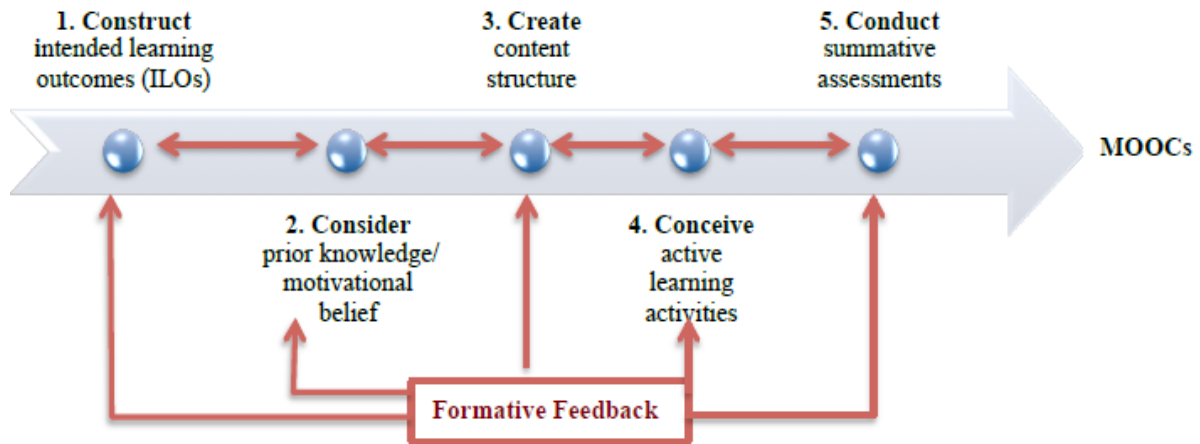 1. Construct
intended learning
outcomes (ILOs)
3. Create
content
structure
5. Conduct
summative
assessments
MOOCs
2. Consider
prior knowledge/
motivational
belief
4. Conceive
active
learning
activities
Formative Feedback